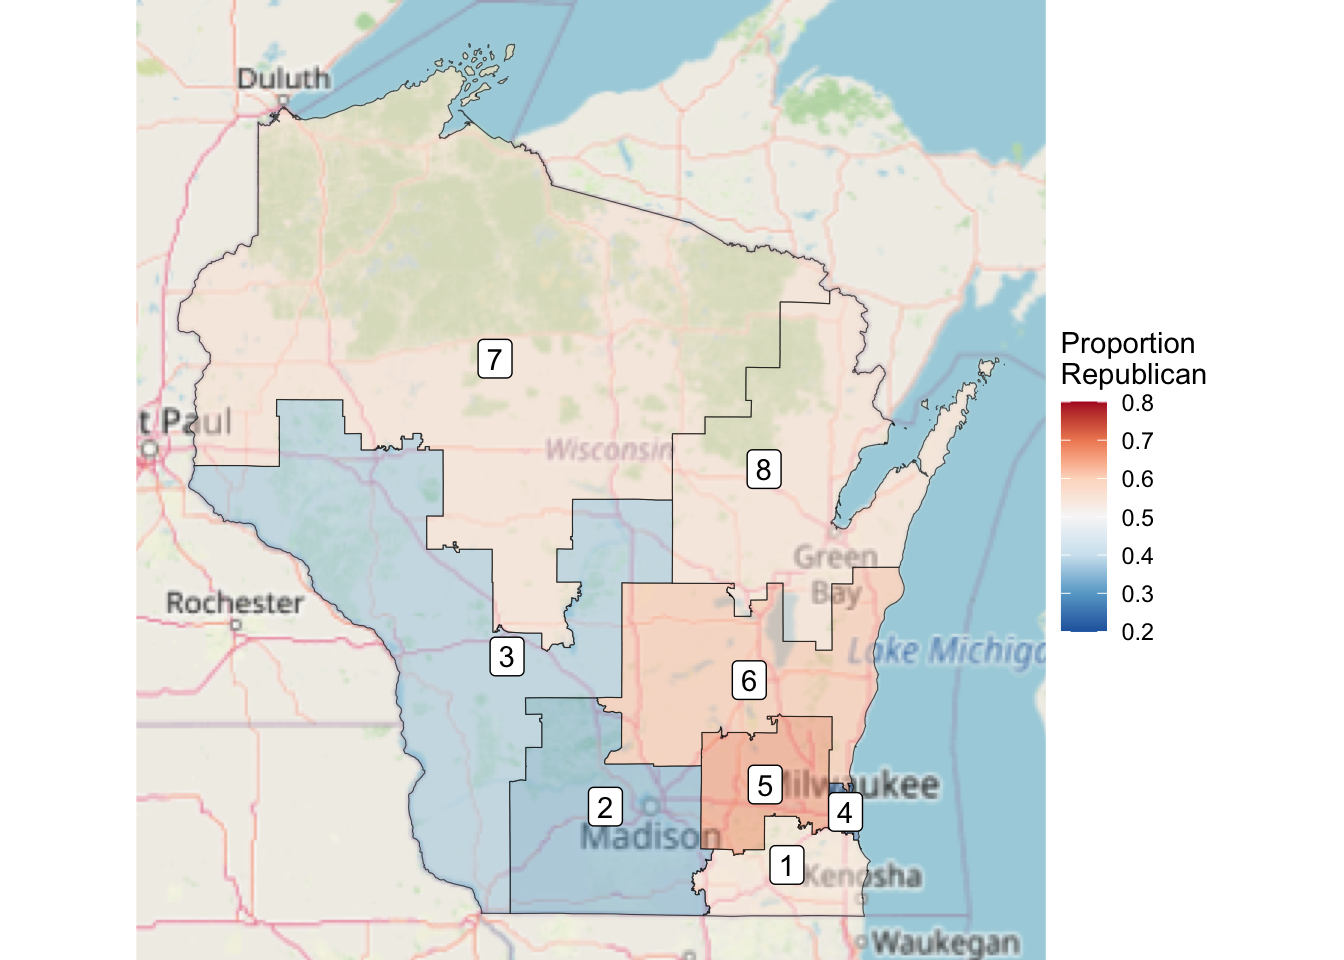 Duluth
7
t Paul
Wisconsin
8
Green
Bay
Rochester
3
6
Lake Michiga
5
Milwaukee
4
2
Madison
1
Kenosha
Waukegan
Proportion
Republican
0.8
0.7
0.6
0.5
0.4
0.3
0.2